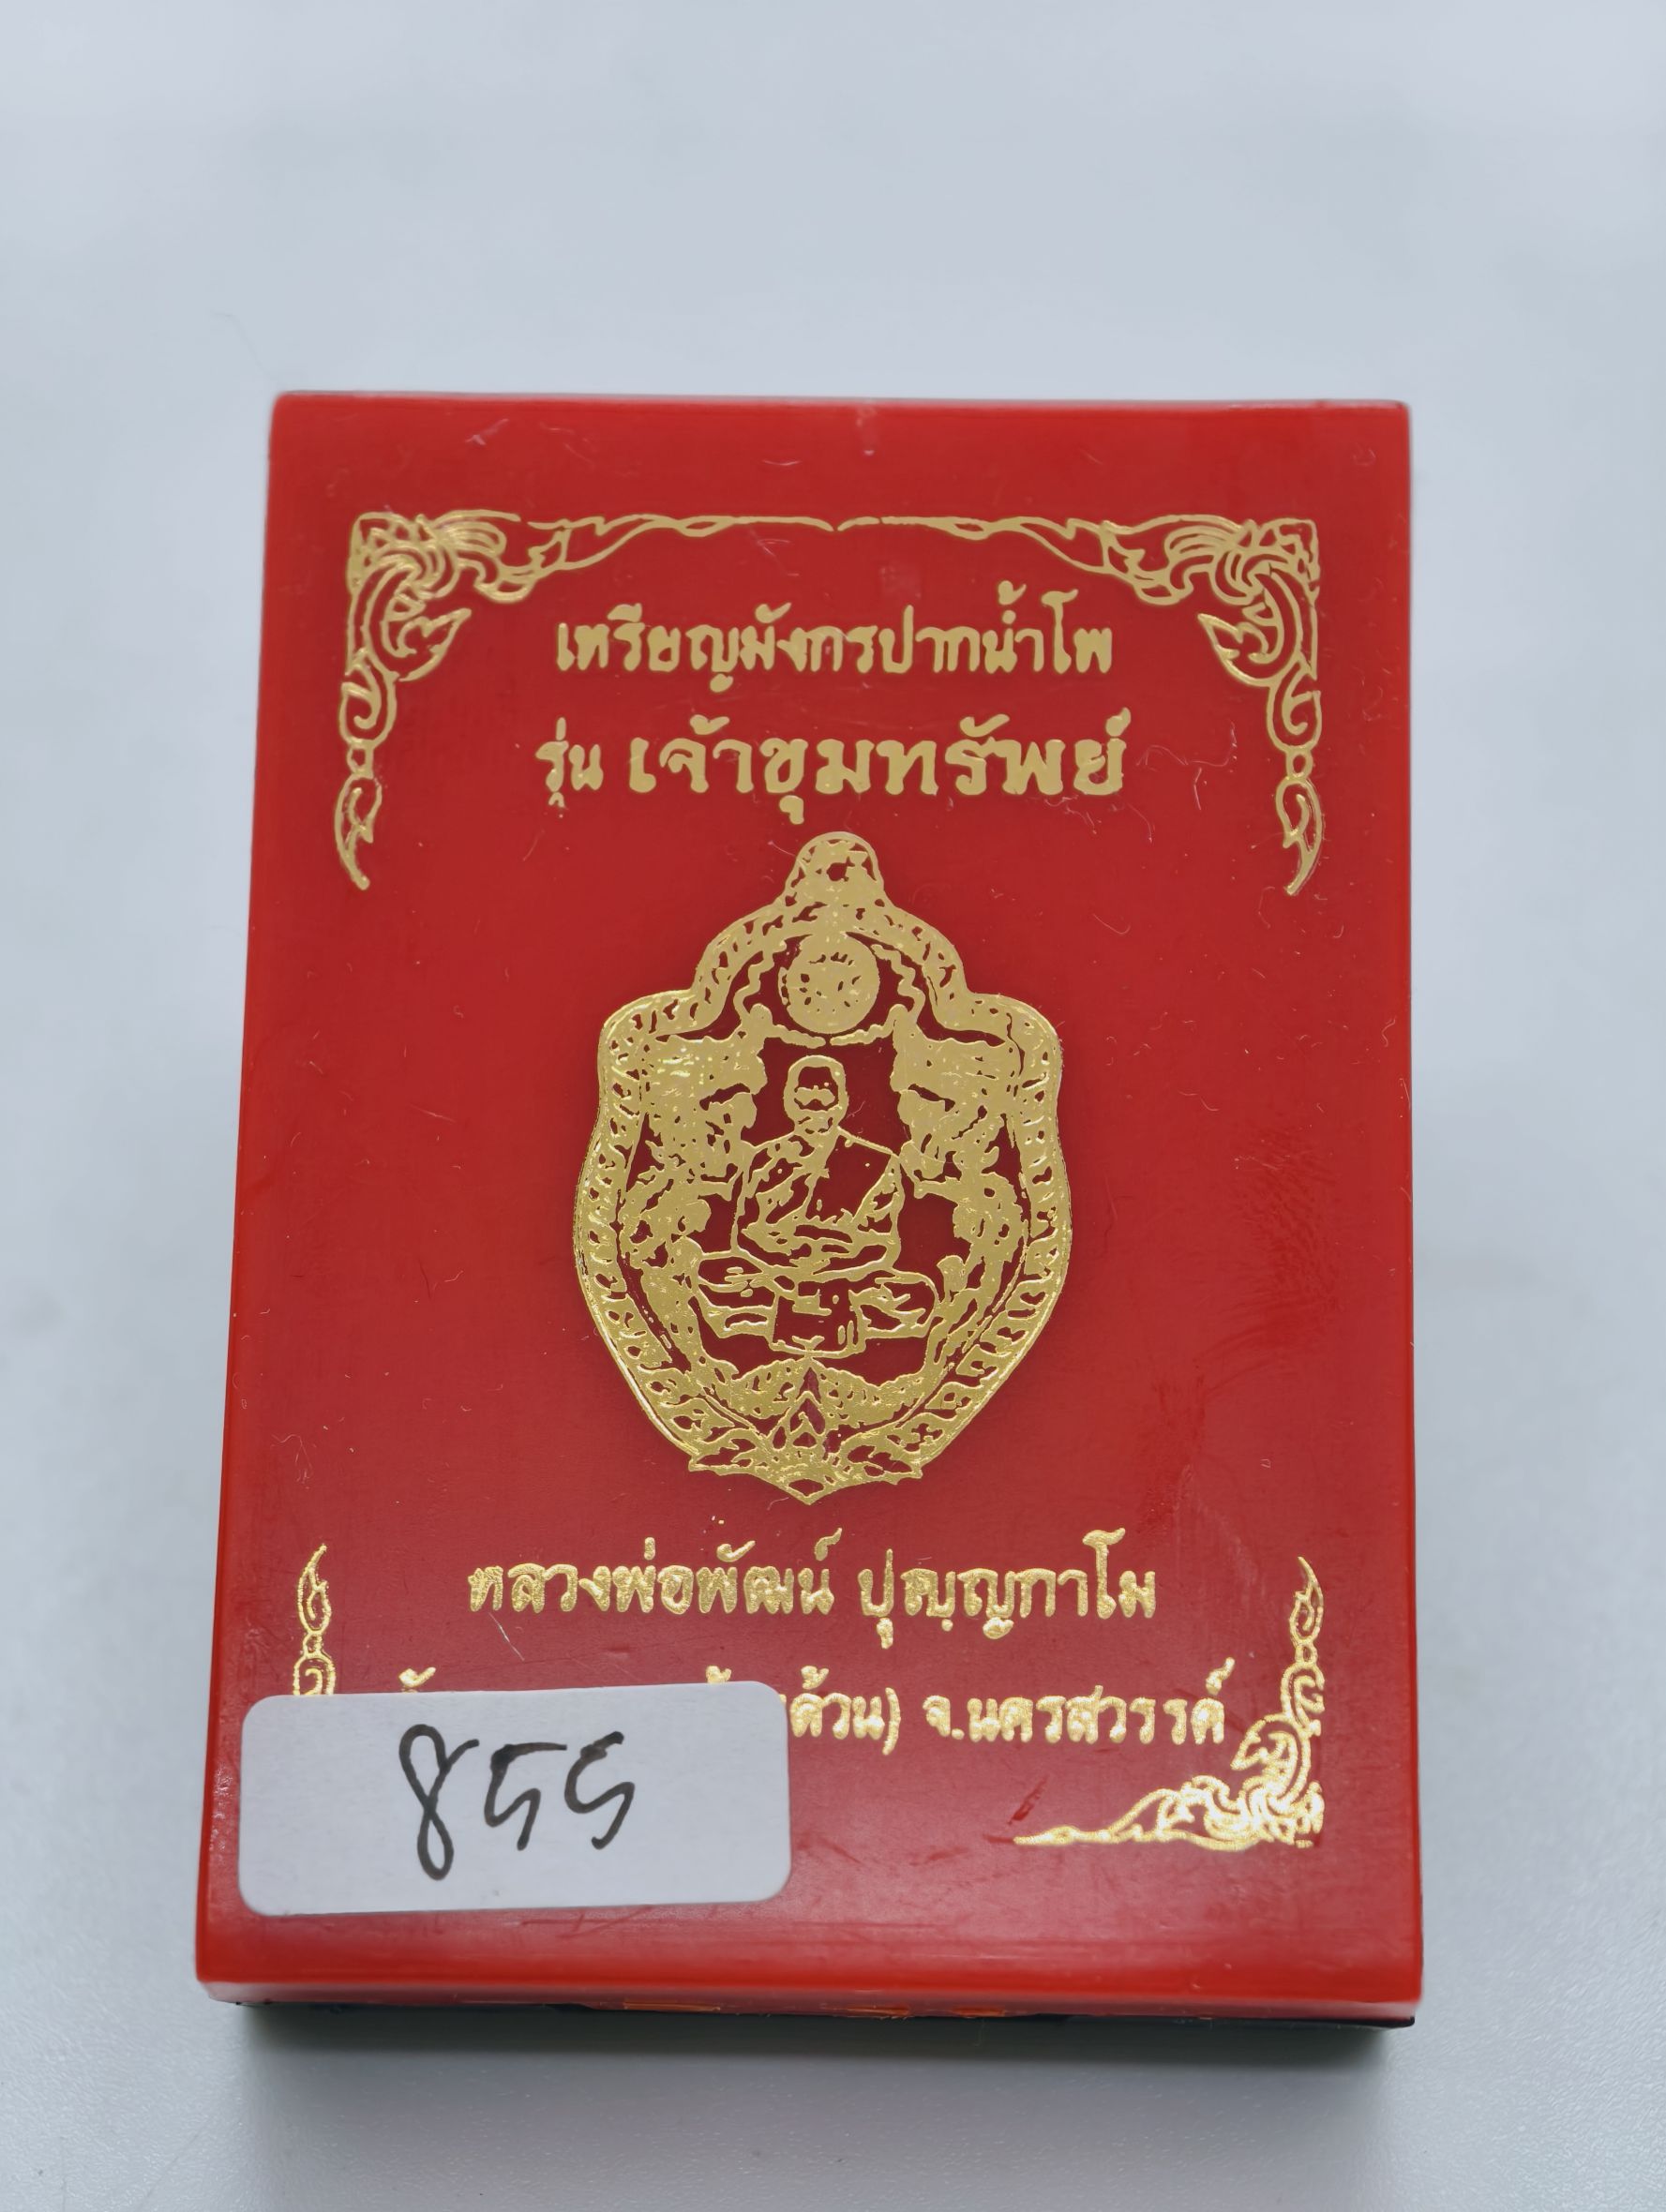 เหรียญมังกรปากน้ำโพ
รุ่น เจ้าขุมทรัพย์
หลวงพ่อพัฒน์ ปุญฺญกาโม
ด้วน) จ.นครสวรรค์
855